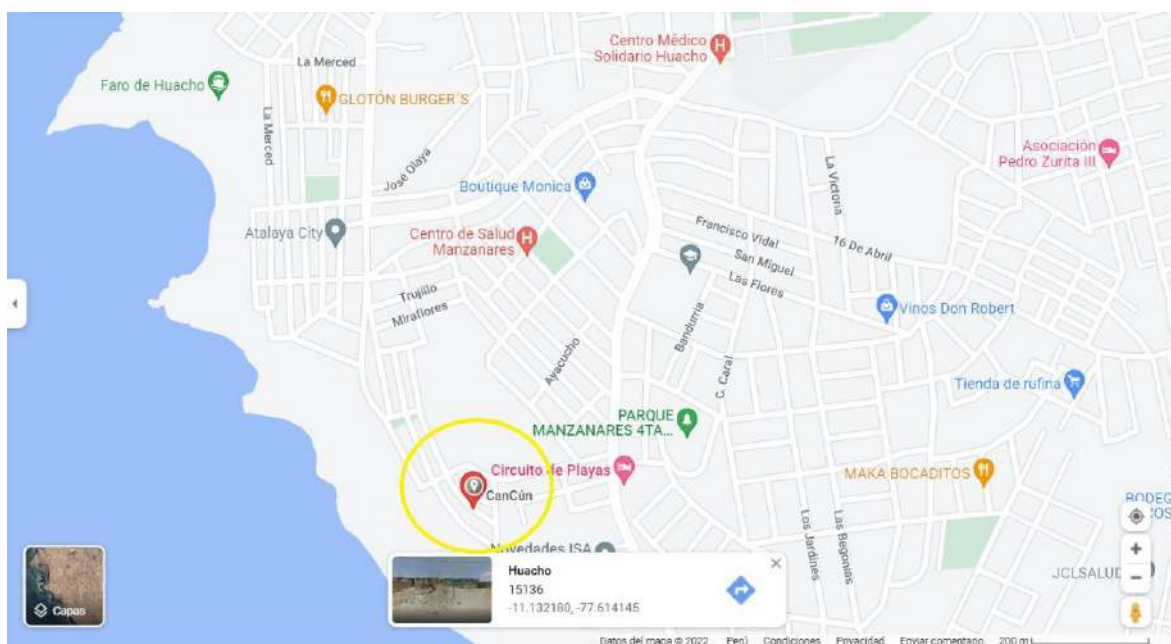 Centro Médico
Solidario Huacho
La Merced
Faro de Huacho
GLOTÓN BURGER'S
La Merced
José Olaya
Asociación
Pedro Zurita III
La Victoria
Boutique Monica
Francisco Vidal
16 De Abril
Atalaya City
Centro de Salud
Manzanares
San Miguel
Las Flores
Trujillo
Miraflores
Vinos Don Robert
Bandurria
Ayacucho
C. Caral
Tienda de rufina
PARQUE
MANZANARES 4TA...
Circuito de Playas
MAKA BOCADITOS
CanCún
BODEG
COS
Los Jardines
Las Begonias
Novedades ISA
Huacho
15136
-11.132180, -77.614145
JCLSALUD
Capas
Datos del mapa © 2022 Perú Condiciones Privacidad Enviar comentario 200 m